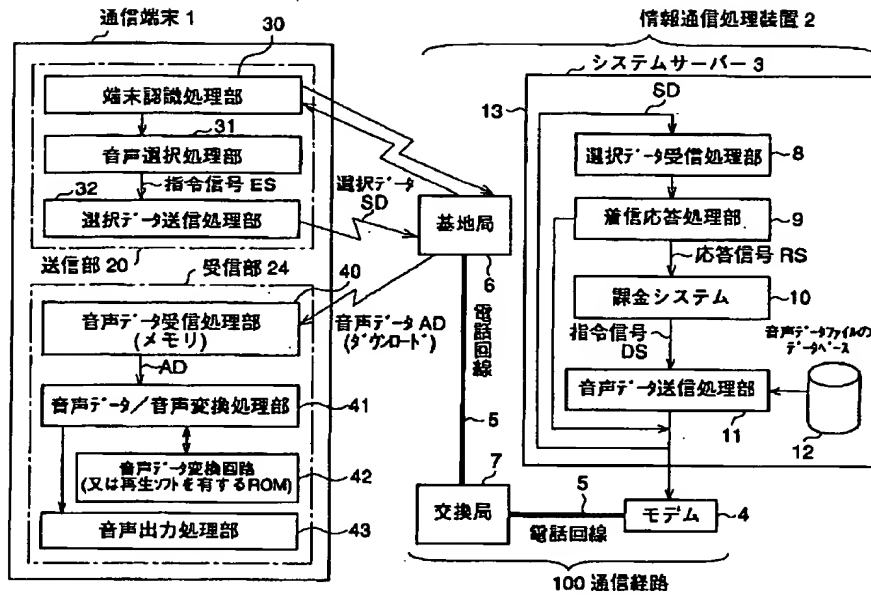 通信端末 1
30
端末認識処理部
31
音声選択処理部
32
指令信号 ES
選択データ送信処理部
送信部 20
受信部 24
40
音声データ受信処理部
(メモリ)
AD
音声データ/音声変換処理部
41
音声データ変換回路
(又は再生ソフトを有するROM)
42
音声出力処理部
43
選択データ
SD
基地局
6
音声データ AD
(ダウンロード)
電話回線
5
7
交換局
5
電話回線
モデム
4
100 通信経路
情報通信処理装置 2
システムサーバー 3
13
SD
選択データ受信処理部
8
着信応答処理部
9
応答信号 RS
課金システム
10
指令信号
DS
音声データファイルの
データベース
音声データ送信処理部
11
12